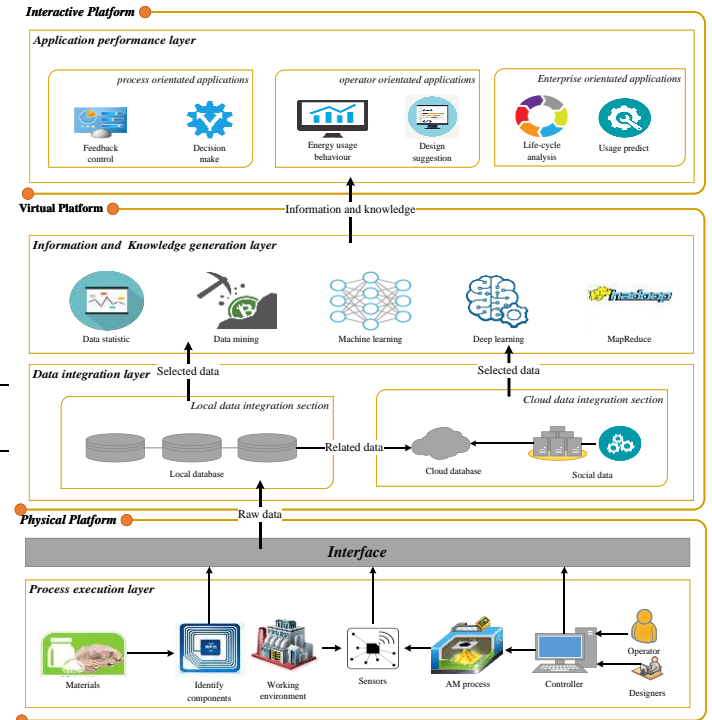 Interactive Platform
Application performance layer
process orientated applications
operator orientated applications
Enterprise orientated applications
Feedback
control
Decision
make
Energy usage
behaviour
Design
suggestion
Life-cycle
analysis
Usage predict
Virtual Platform
Information and knowledge
Information and Knowledge generation layer
Hadoop
Data statistic
Data mining
Machine learning
Deep learning
MapReduce
Data integration layer
Selected data
Selected data
Local data integration section
Cloud data integration section
Related data
Local database
Cloud database
Social data
Physical Platform
Raw data
Interface
Process execution layer
Materials
Identify
components
Working
environment
Sensors
AM process
Controller
Operator
Designers